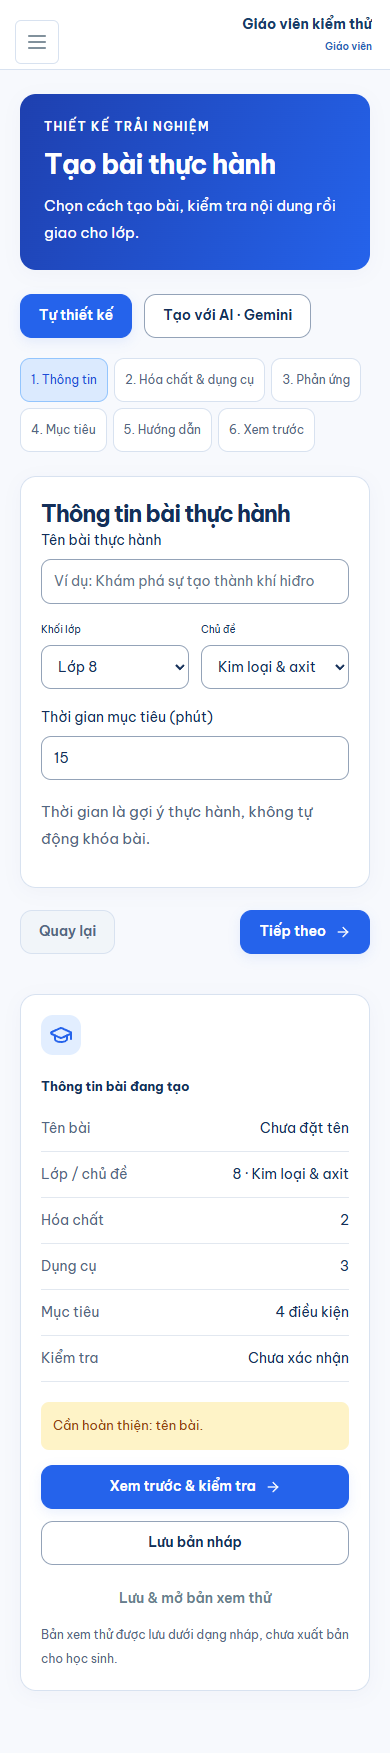 Giáo viên kiểm thử
Giáo viên
THIẾT KẾ TRẢI NGHIỆM
Tạo bài thực hành
Chọn cách tạo bài, kiểm tra nội dung rồi
giao cho lớp.
Tự thiết kế
Tạo với AI · Gemini
1. Thông tin
2. Hóa chất & dụng cụ
3. Phản ứng
4. Mục tiêu
5. Hướng dẫn
6. Xem trước
Thông tin bài thực hành
Tên bài thực hành
Ví dụ: Khám phá sự tạo thành khí hiđro
Khối lớp
Chủ đề
Lớp 8
Kim loại & axit
Thời gian mục tiêu (phút)
15
Thời gian là gợi ý thực hành, không tự
động khóa bài.
Quay lại
Tiếp theo
Thông tin bài đang tạo
Tên bài
Chưa đặt tên
Lớp / chủ đề
8 · Kim loại & axit
Hóa chất
2
Dụng cụ
3
Mục tiêu
4 điều kiện
Kiểm tra
Chưa xác nhận
Cần hoàn thiện: tên bài.
Xem trước & kiểm tra
Lưu bản nháp
Lưu & mở bản xem thử
Bản xem thử được lưu dưới dạng nháp, chưa xuất bản
cho học sinh.